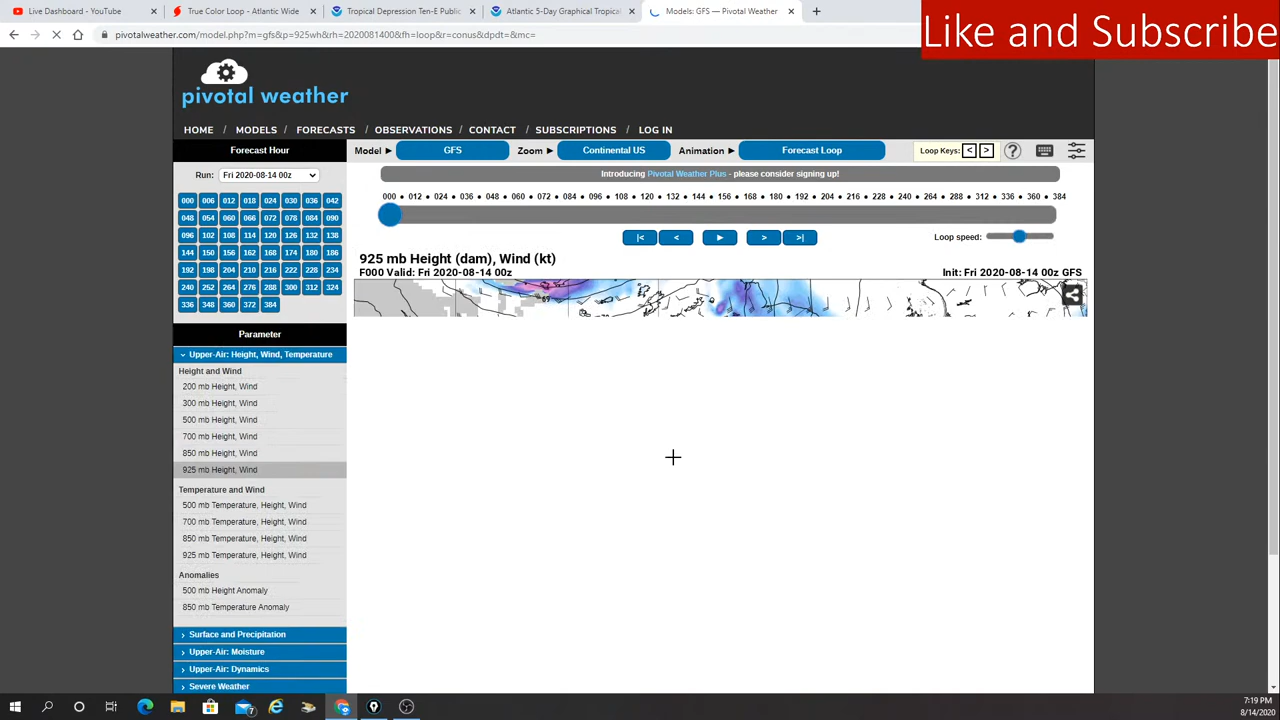 Live Dashboard - YouTube
True Color Loop - Atlantic Wide
Tropical Depression Ten-E Public
Atlantic 5-Day Graphical Tropical
Models: GFS — Pivotal Weather
Like and Subscribe
pivotalweather.com/model.php?m=gfs&p=925wh&r=2020081400&fh=loop&r=conus&dpdt=&mc=
pivotal weather
HOME / MODELS / FORECASTS / OBSERVATIONS / CONTACT / SUBSCRIPTIONS / LOG IN
Forecast Hour
Model ► GFS Zoom ► Continental US Animation ► Forecast Loop Loop Keys: < > ?
Run: Fri 2020-08-14 00z
Introducing Pivotal Weather Plus - please consider signing up!
000 • 012 • 024 • 036 • 048 • 060 • 072 • 084 • 096 • 108 • 120 • 132 • 144 • 156 • 168 • 180 • 192 • 204 • 216 • 228 • 240 • 252 • 264 • 276 • 288 • 312 • 336 • 360 • 384
000 006 012 018 024 030 036 042
048 054 060 066 072 078 084 090
096 102 108 114 120 126 132 138
144 150 156 162 168 174 180 186
192 198 204 210 216 222 228 234
240 252 264 276 288 300 312 324
336 348 360 372 384
|< < ► > >|
Loop speed:
925 mb Height (dam), Wind (kt)
F000 Valid: Fri 2020-08-14 00z
Init: Fri 2020-08-14 00z GFS
Parameter
Upper-Air: Height, Wind, Temperature
Height and Wind
200 mb Height, Wind
300 mb Height, Wind
500 mb Height, Wind
700 mb Height, Wind
850 mb Height, Wind
925 mb Height, Wind
Temperature and Wind
500 mb Temperature, Height, Wind
700 mb Temperature, Height, Wind
850 mb Temperature, Height, Wind
925 mb Temperature, Height, Wind
Anomalies
500 mb Height Anomaly
850 mb Temperature Anomaly
Surface and Precipitation
Upper-Air: Moisture
Upper-Air: Dynamics
Severe Weather
7:19 PM
8/14/2020